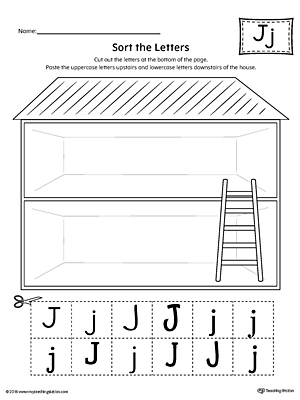 Name:
Jj
Sort the Letters
Cut out the letters at the bottom of the page.
Paste the uppercase letters upstairs and lowercase letters downstairs of the house.
J j J J j j
j J j J J j
© 2018 www.myteachingstation.com
Teaching Station